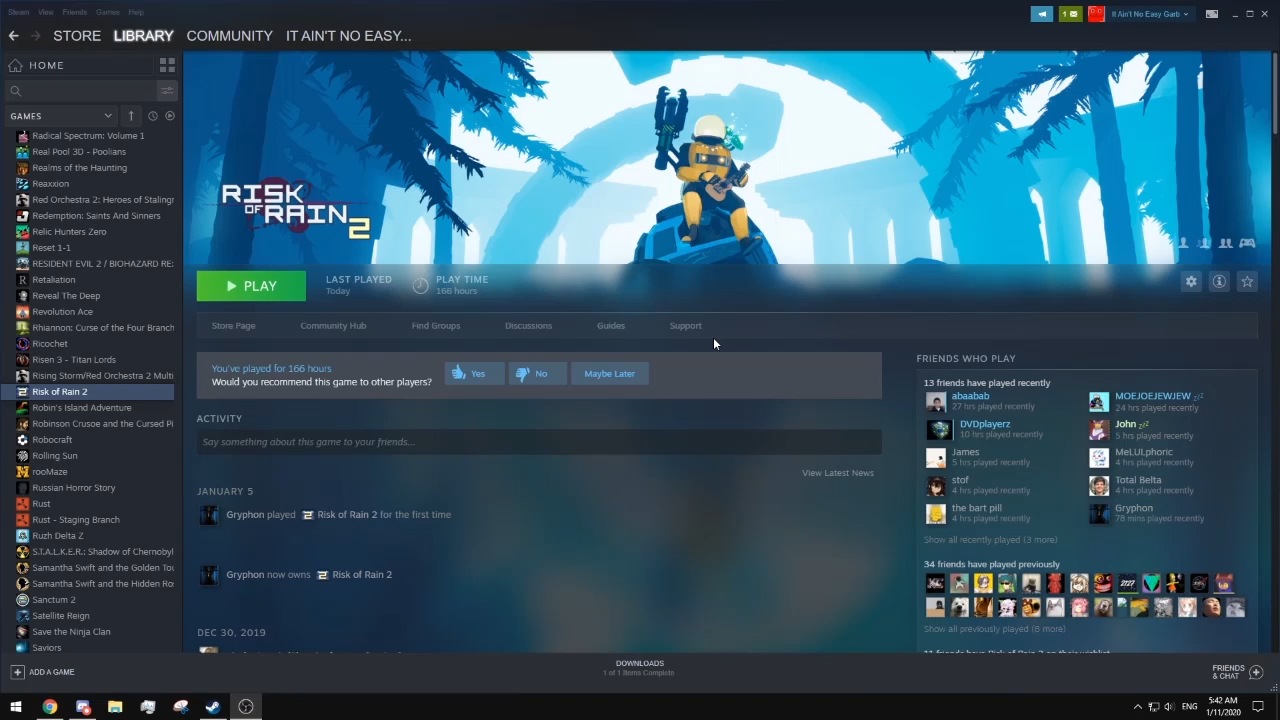 Steam View Friends Games Help
1
It Ain't No Easy Garb
STORE LIBRARY COMMUNITY IT AIN'T NO EASY...
HOME
GAMES
Radical Spectrum: Volume 1
Real Pool 3D - Poolians
Realms of the Haunting
Reaxxion
Red Orchestra 2: Heroes of Stalingr
Redemption: Saints And Sinners
Relic Hunters Zero
Reset 1-1
RESIDENT EVIL 2 / BIOHAZARD RE:
Retaliation
Reveal The Deep
Revolution Ace
Rhiannon: Curse of the Four Branch
Ricochet
Risen 3 - Titan Lords
Rising Storm/Red Orchestra 2 Multi
Risk of Rain 2
Robin's Island Adventure
Robinson Crusoe and the Cursed Pi
Robocraft
Rolling Sun
rooMaze
Russian Horror Story
Rust
Rust - Staging Branch
Ruzh Delta Z
S.T.A.L.K.E.R.: Shadow of Chernobyl
Samantha Swift and the Golden Tou
Samantha Swift and the Hidden Ros
Sanctum 2
Satellite Reign
Save the Ninja Clan
Saviors
ADD A GAME
RISK
OF RAIN 2
PLAY
LAST PLAYED
Today
PLAY TIME
166 hours
Store Page Community Hub Find Groups Discussions Guides Support
You've played for 166 hours
Would you recommend this game to other players?
Yes No Maybe Later
ACTIVITY
Say something about this game to your friends...
View Latest News
JANUARY 5
Gryphon played Risk of Rain 2 for the first time
Gryphon now owns Risk of Rain 2
DEC 30, 2019
FRIENDS WHO PLAY
13 friends have played recently
abaabab
27 hrs played recently
MOEJOEJEWJEW
24 hrs played recently
DVDplayerz
10 hrs played recently
John
5 hrs played recently
James
5 hrs played recently
MeLULphoric
4 hrs played recently
stof
4 hrs played recently
Total Belta
4 hrs played recently
the bart pill
4 hrs played recently
Gryphon
78 mins played recently
Show all recently played (3 more)
34 friends have played previously
Show all previously played (8 more)
DOWNLOADS
1 of 1 Items Complete
FRIENDS
& CHAT
ENG
5:42 AM
1/11/2020